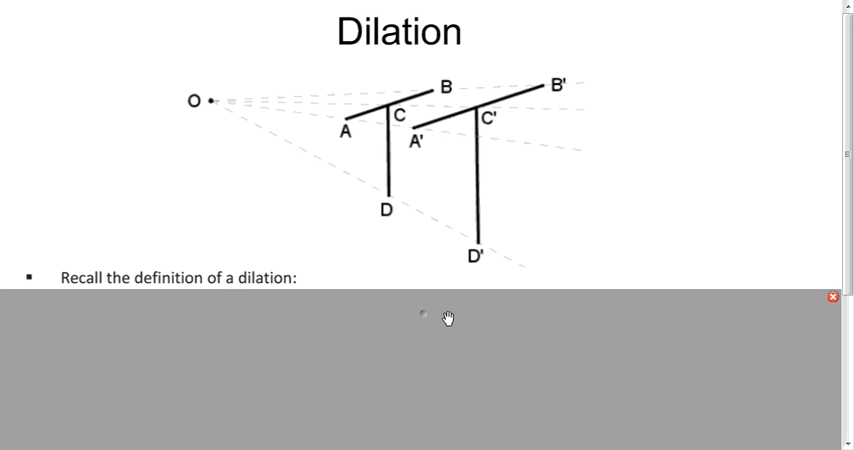 Dilation
O
B
B'
A
C
A'
C'
D
D'
▪ Recall the definition of a dilation: